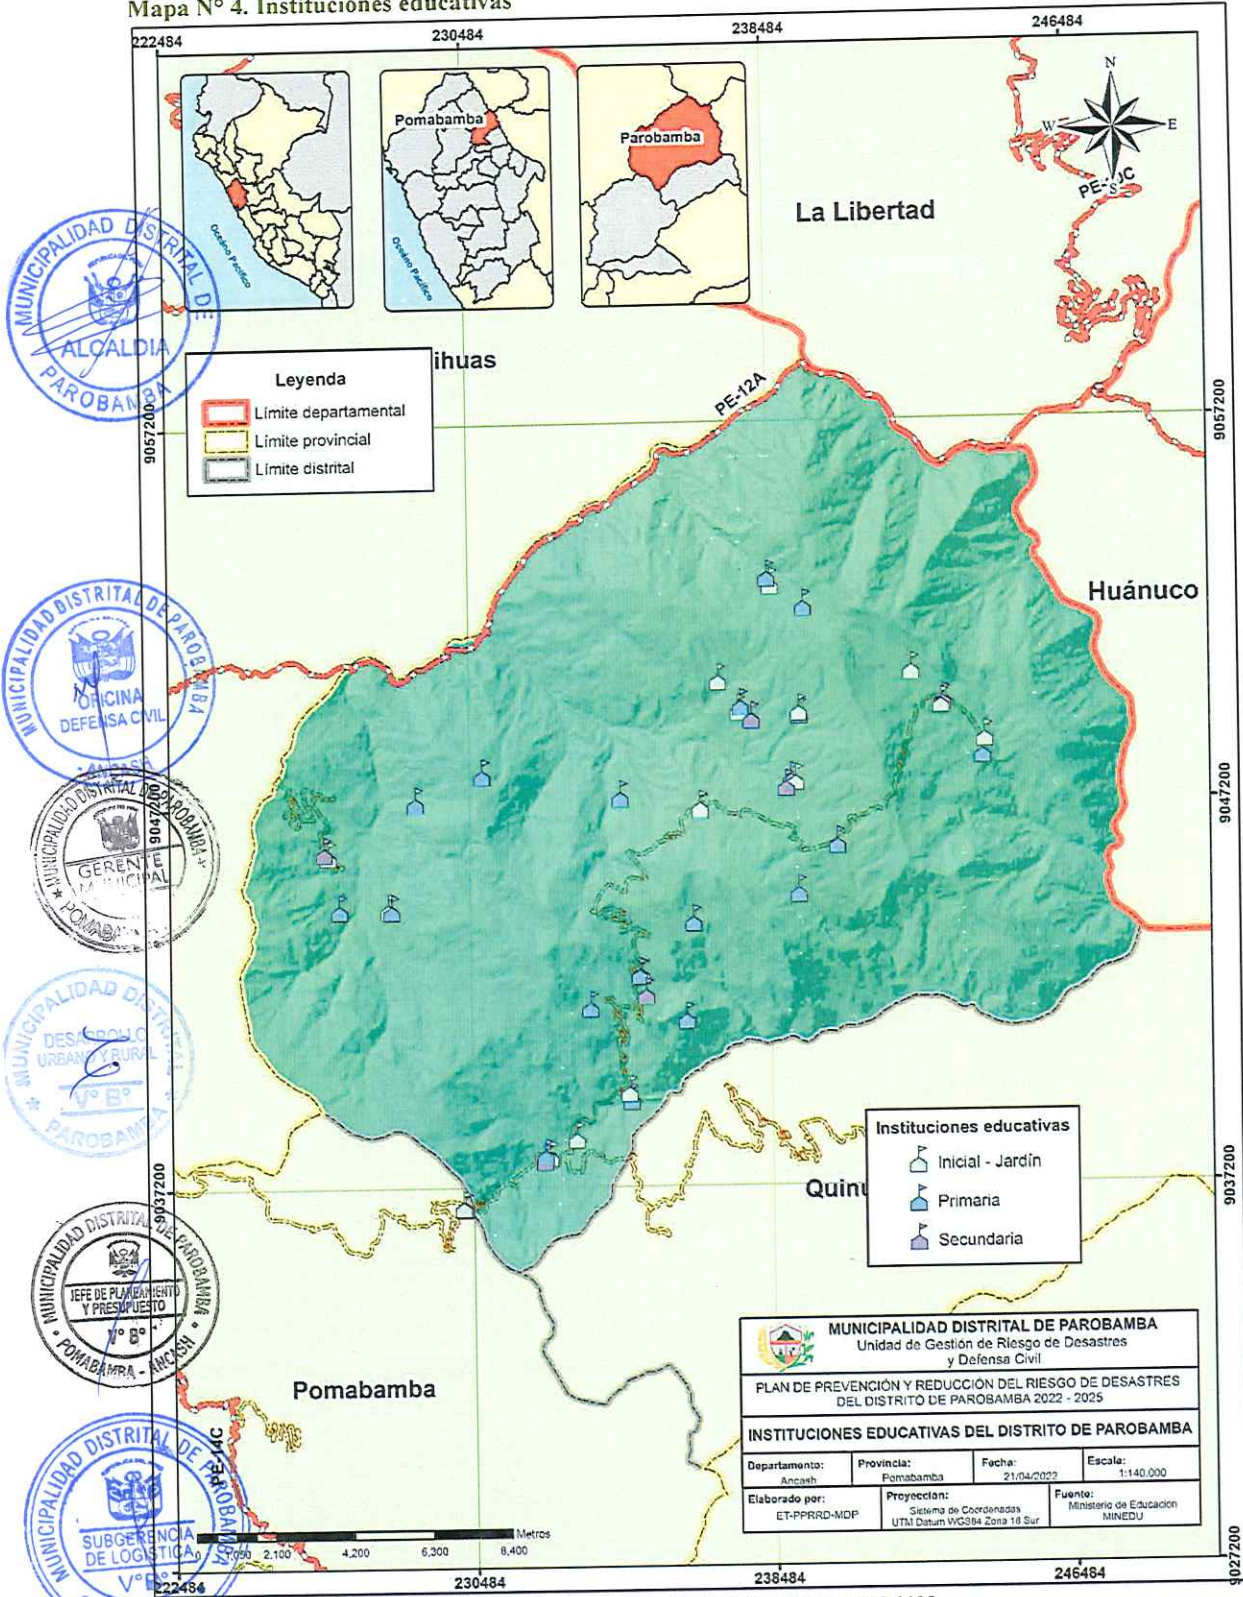 Mapa N° 4. Instituciones educativas
222484
230484
238484
246484
Pomabamba
Parobamba
Océano Pacífico
Océano Pacífico
N
W
E
S
La Libertad
ihuas
PE-12A
Leyenda
Límite departamental
Límite provincial
Límite distrital
9057200
9057200
Huánuco
9047200
9047200
9037200
9037200
Instituciones educativas
Inicial - Jardín
Primaria
Secundaria
Quinu
Pomabamba
PE-14C
MUNICIPALIDAD DISTRITAL DE PAROBAMBA
Unidad de Gestión de Riesgo de Desastres
y Defensa Civil
PLAN DE PREVENCIÓN Y REDUCCIÓN DEL RIESGO DE DESASTRES
DEL DISTRITO DE PAROBAMBA 2022 - 2025
INSTITUCIONES EDUCATIVAS DEL DISTRITO DE PAROBAMBA
Departamento:
Ancash
Provincia:
Pomabamba
Fecha:
21/04/2022
Escala:
1:140.000
Elaborado por:
ET-PPRRD-MDP
Proyección:
Sistema de Coordenadas
UTM Datum WGS84 Zona 18 Sur
Fuente:
Ministerio de Educación
MINEDU
0 1,050 2,100 4,200 6,300 8,400 Metros
222484
230484
238484
246484
9027200
MUNICIPALIDAD DISTRITAL DE
ALCALDIA
PAROBAMBA
MUNICIPALIDAD DISTRITAL DE PAROBAMBA
OFICINA
DEFENSA CIVIL
ANCASH
MUNICIPALIDAD DISTRITAL DE PAROBAMBA
GERENTE
MUNICIPAL
MUNICIPALIDAD DISTRITAL
DESARROLLO
URBANO Y RURAL
V° B°
PAROBAMBA
MUNICIPALIDAD DISTRITAL DE PAROBAMBA
JEFE DE PLANEAMIENTO
Y PRESUPUESTO
V° B°
POMABAMBA - ANCASH
MUNICIPALIDAD DISTRITAL DE PAROBAMBA
SUBGERENCIA
DE LOGÍSTICA
V° B°